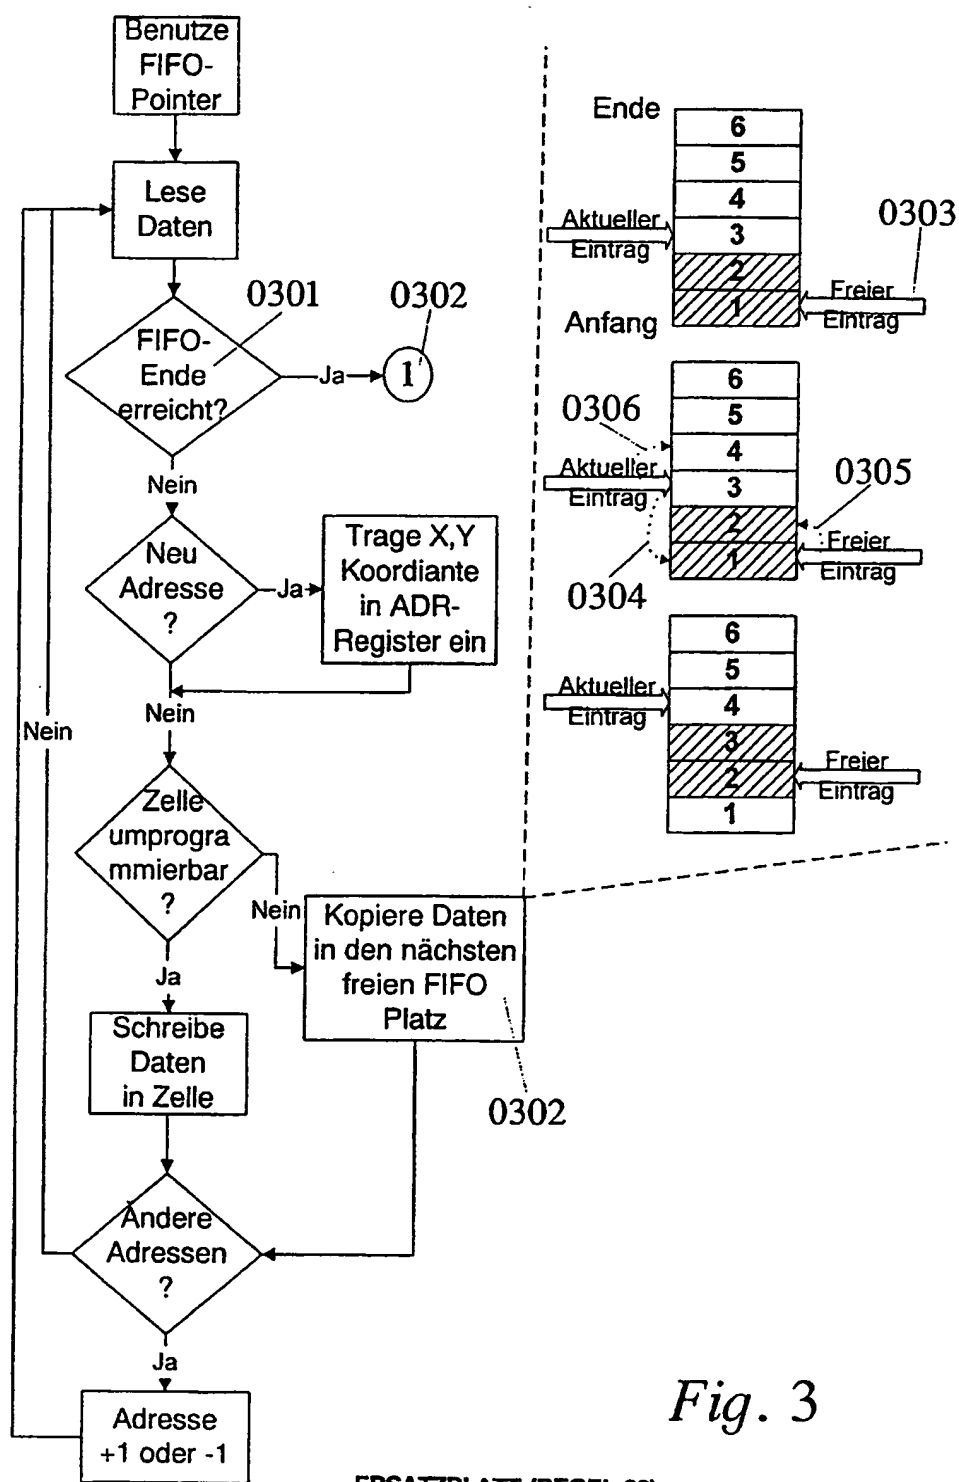 Benutze
FIFO-
Pointer
Lese
Daten
0301
0302
FIFO-
Ende
erreicht?
Ja
1
Nein
Neu
Adresse
?
Ja
Trage X,Y
Koordiante
in ADR-
Register ein
Nein
Nein
Zelle
umprogra
mmierbar
?
Nein
Kopiere Daten
in den nächsten
freien FIFO
Platz
0302
Ja
Schreibe
Daten
in Zelle
Ändere
Adressen
?
Ja
Adresse
+1 oder -1
Ende
6
5
4
3
2
1
Aktueller
Eintrag
0303
Freier
Eintrag
Anfang
6
5
4
3
2
1
0306
Aktueller
Eintrag
0304
0305
Freier
Eintrag
6
5
4
3
2
1
Aktueller
Eintrag
Freier
Eintrag
Fig. 3